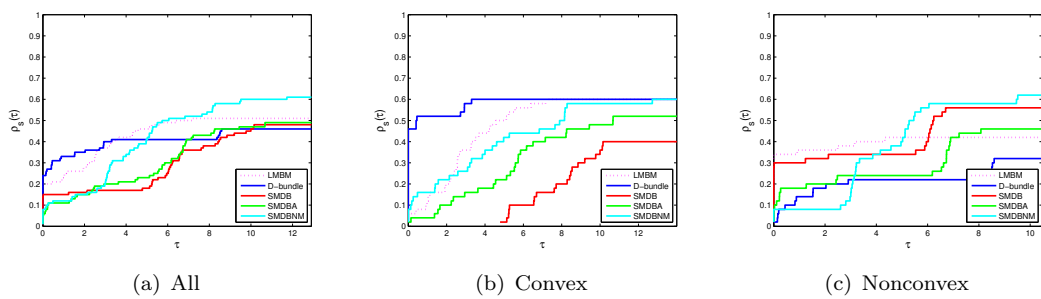 1
0.9
0.8
0.7
0.6
0.5
0.4
0.3
0.2
0.1
0
ρs(τ)
0 2 4 6 8 10 12
τ
LMBM
D−bundle
SMDB
SMDBA
SMDBNM
(a) All
1
0.9
0.8
0.7
0.6
0.5
0.4
0.3
0.2
0.1
0
ρs(τ)
0 2 4 6 8 10 12
τ
LMBM
D−bundle
SMDB
SMDBA
SMDBNM
(b) Convex
1
0.9
0.8
0.7
0.6
0.5
0.4
0.3
0.2
0.1
0
ρs(τ)
0 2 4 6 8 10
τ
LMBM
D−bundle
SMDB
SMDBA
SMDBNM
(c) Nonconvex